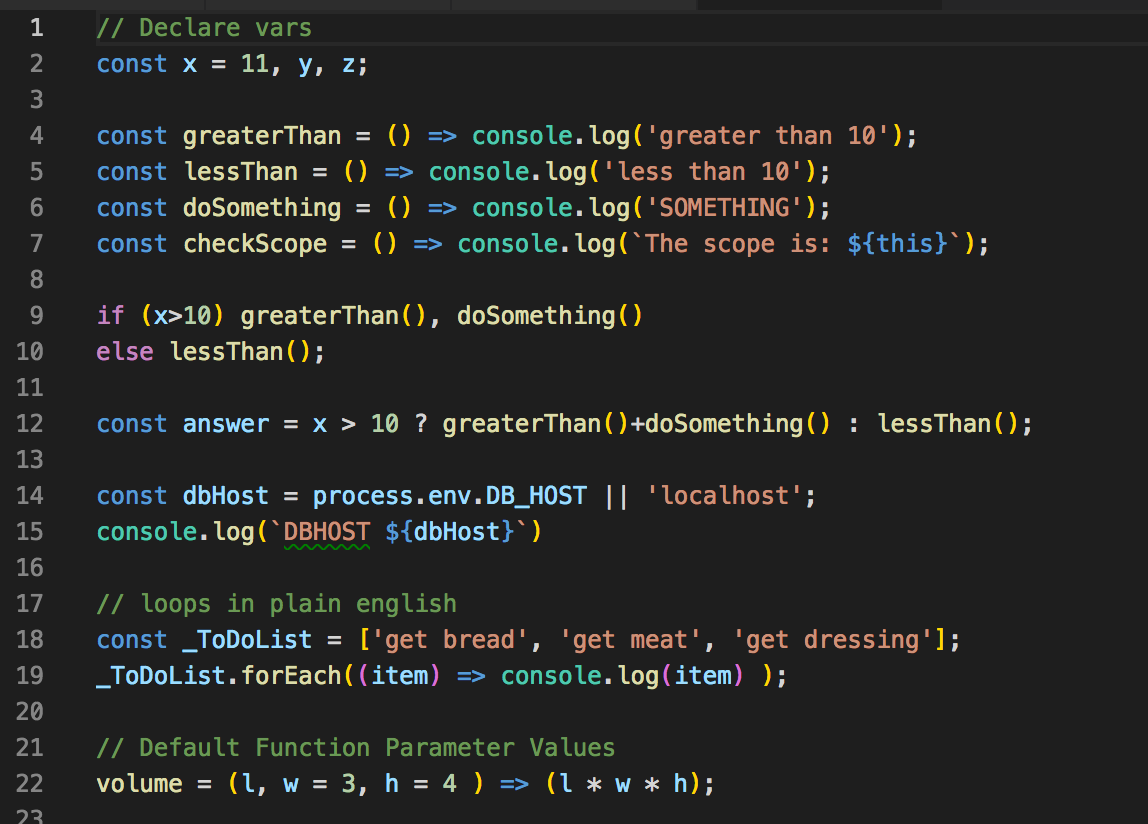 1 // Declare vars
2 const x = 11, y, z;
3
4 const greaterThan = () => console.log('greater than 10');
5 const lessThan = () => console.log('less than 10');
6 const doSomething = () => console.log('SOMETHING');
7 const checkScope = () => console.log(`The scope is: ${this}`);
8
9 if (x>10) greaterThan(), doSomething()
10 else lessThan();
11
12 const answer = x > 10 ? greaterThan()+doSomething() : lessThan();
13
14 const dbHost = process.env.DB_HOST || 'localhost';
15 console.log(`DBHOST ${dbHost}`)
16
17 // loops in plain english
18 const _ToDoList = ['get bread', 'get meat', 'get dressing'];
19 _ToDoList.forEach((item) => console.log(item) );
20
21 // Default Function Parameter Values
22 volume = (l, w = 3, h = 4 ) => (l * w * h);
23